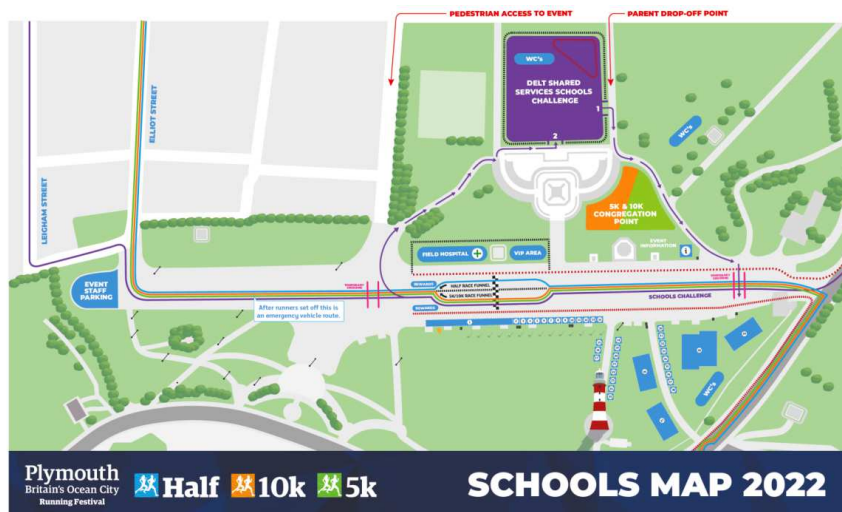 PEDESTRIAN ACCESS TO EVENT
PARENT DROP-OFF POINT
WC's
DELT SHARED
SERVICES SCHOOLS
CHALLENGE
1
2
WC's
ELLIOT STREET
LEIGHAM STREET
5K & 10K
CONGREGATION
POINT
EVENT
INFORMATION
i
FIELD HOSPITAL
VIP AREA
EVENT
STAFF
PARKING
HALF RACE FUNNEL
5K/10K RACE FUNNEL
SCHOOLS CHALLENGE
After runners set off this is
an emergency vehicle route.
WC's
Plymouth
Britain's Ocean City
Running Festival
Half
10k
5k
SCHOOLS MAP 2022